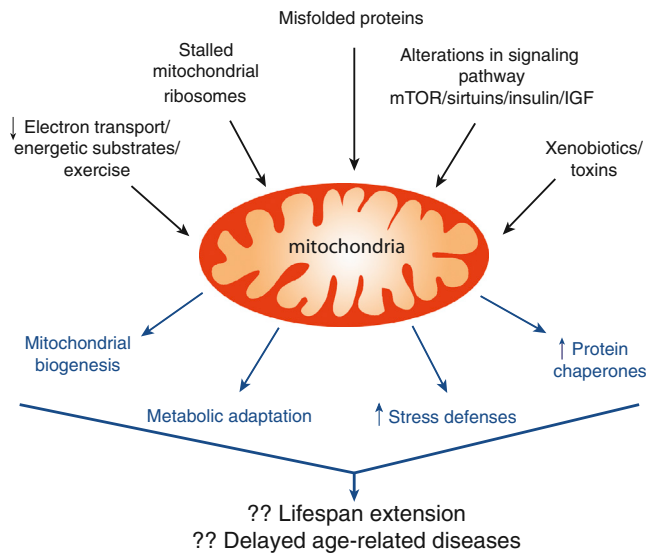 Misfolded proteins
Stalled
mitochondrial
ribosomes
Alterations in signaling
pathway
mTOR/sirtuins/insulin/IGF
↓ Electron transport/
energetic substrates/
exercise
Xenobiotics/
toxins
mitochondria
Mitochondrial
biogenesis
↑ Protein
chaperones
Metabolic adaptation
↑ Stress defenses
?? Lifespan extension
?? Delayed age-related diseases